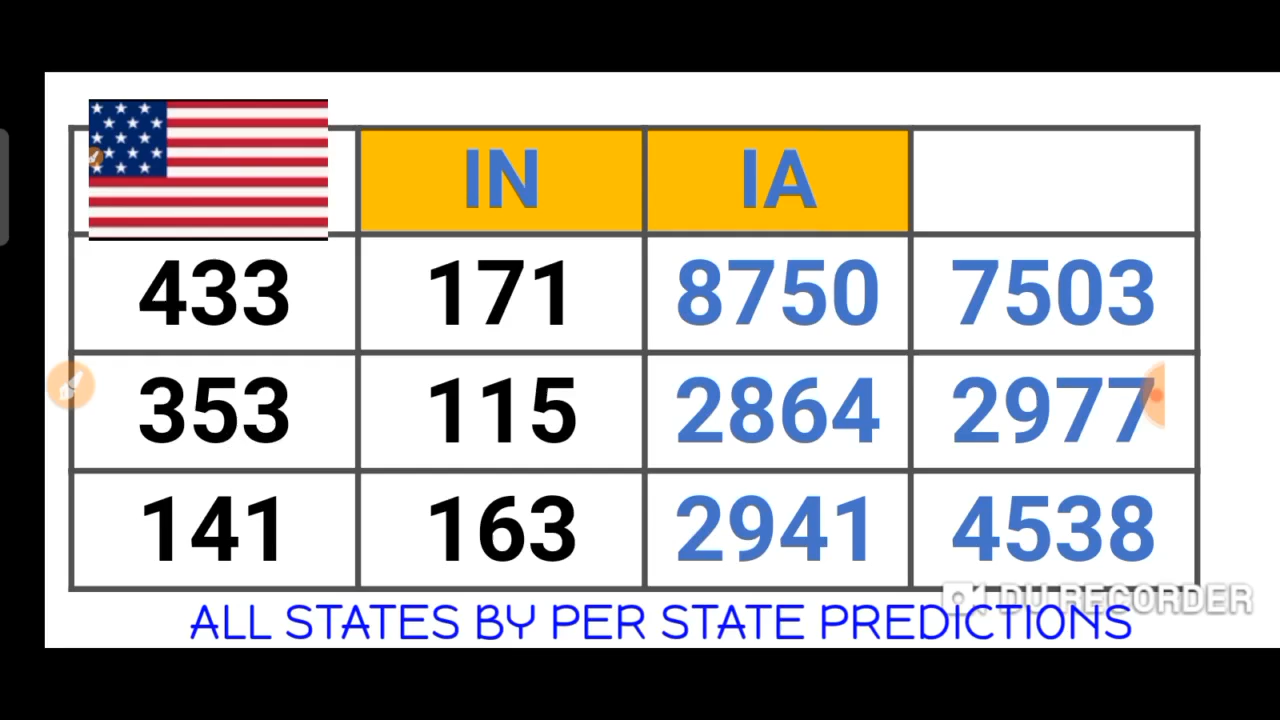 IN IA
433 171 8750 7503
353 115 2864 2977
141 163 2941 4538
DU RECORDER
ALL STATES BY PER STATE PREDICTIONS